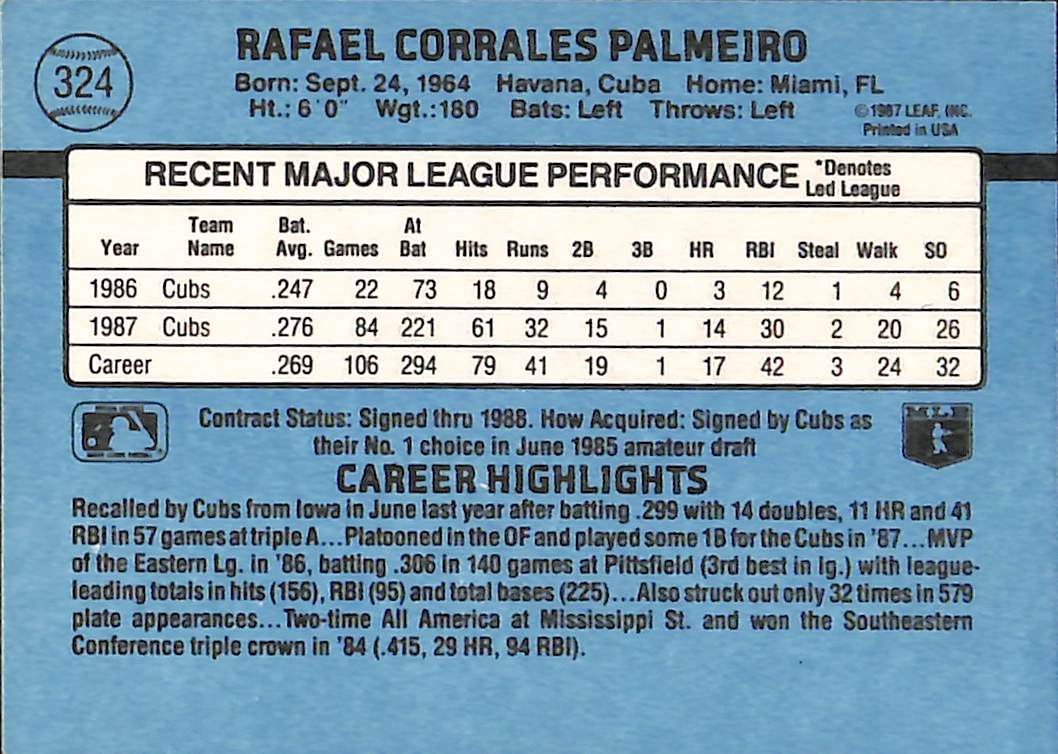 324
RAFAEL CORRALES PALMEIRO
Born: Sept. 24, 1964 Havana, Cuba Home: Miami, FL
Ht.: 6'0" Wgt.:180 Bats: Left Throws: Left
©1987 LEAF, INC.
Printed in USA
RECENT MAJOR LEAGUE PERFORMANCE
*Denotes
Led League
Year Team Name Bat. Avg. Games At Bat Hits Runs 2B 3B HR RBI Steal Walk SO
1986 Cubs .247 22 73 18 9 4 0 3 12 1 4 6
1987 Cubs .276 84 221 61 32 15 1 14 30 2 20 26
Career .269 106 294 79 41 19 1 17 42 3 24 32
Contract Status: Signed thru 1988. How Acquired: Signed by Cubs as
their No. 1 choice in June 1985 amateur draft
MLB
CAREER HIGHLIGHTS
Recalled by Cubs from Iowa in June last year after batting .299 with 14 doubles, 11 HR and 41
RBI in 57 games at triple A...Platooned in the OF and played some 1B for the Cubs in '87...MVP
of the Eastern Lg. in '86, batting .306 in 140 games at Pittsfield (3rd best in lg.) with league-
leading totals in hits (156), RBI (95) and total bases (225)...Also struck out only 32 times in 579
plate appearances...Two-time All America at Mississippi St. and won the Southeastern
Conference triple crown in '84 (.415, 29 HR, 94 RBI).